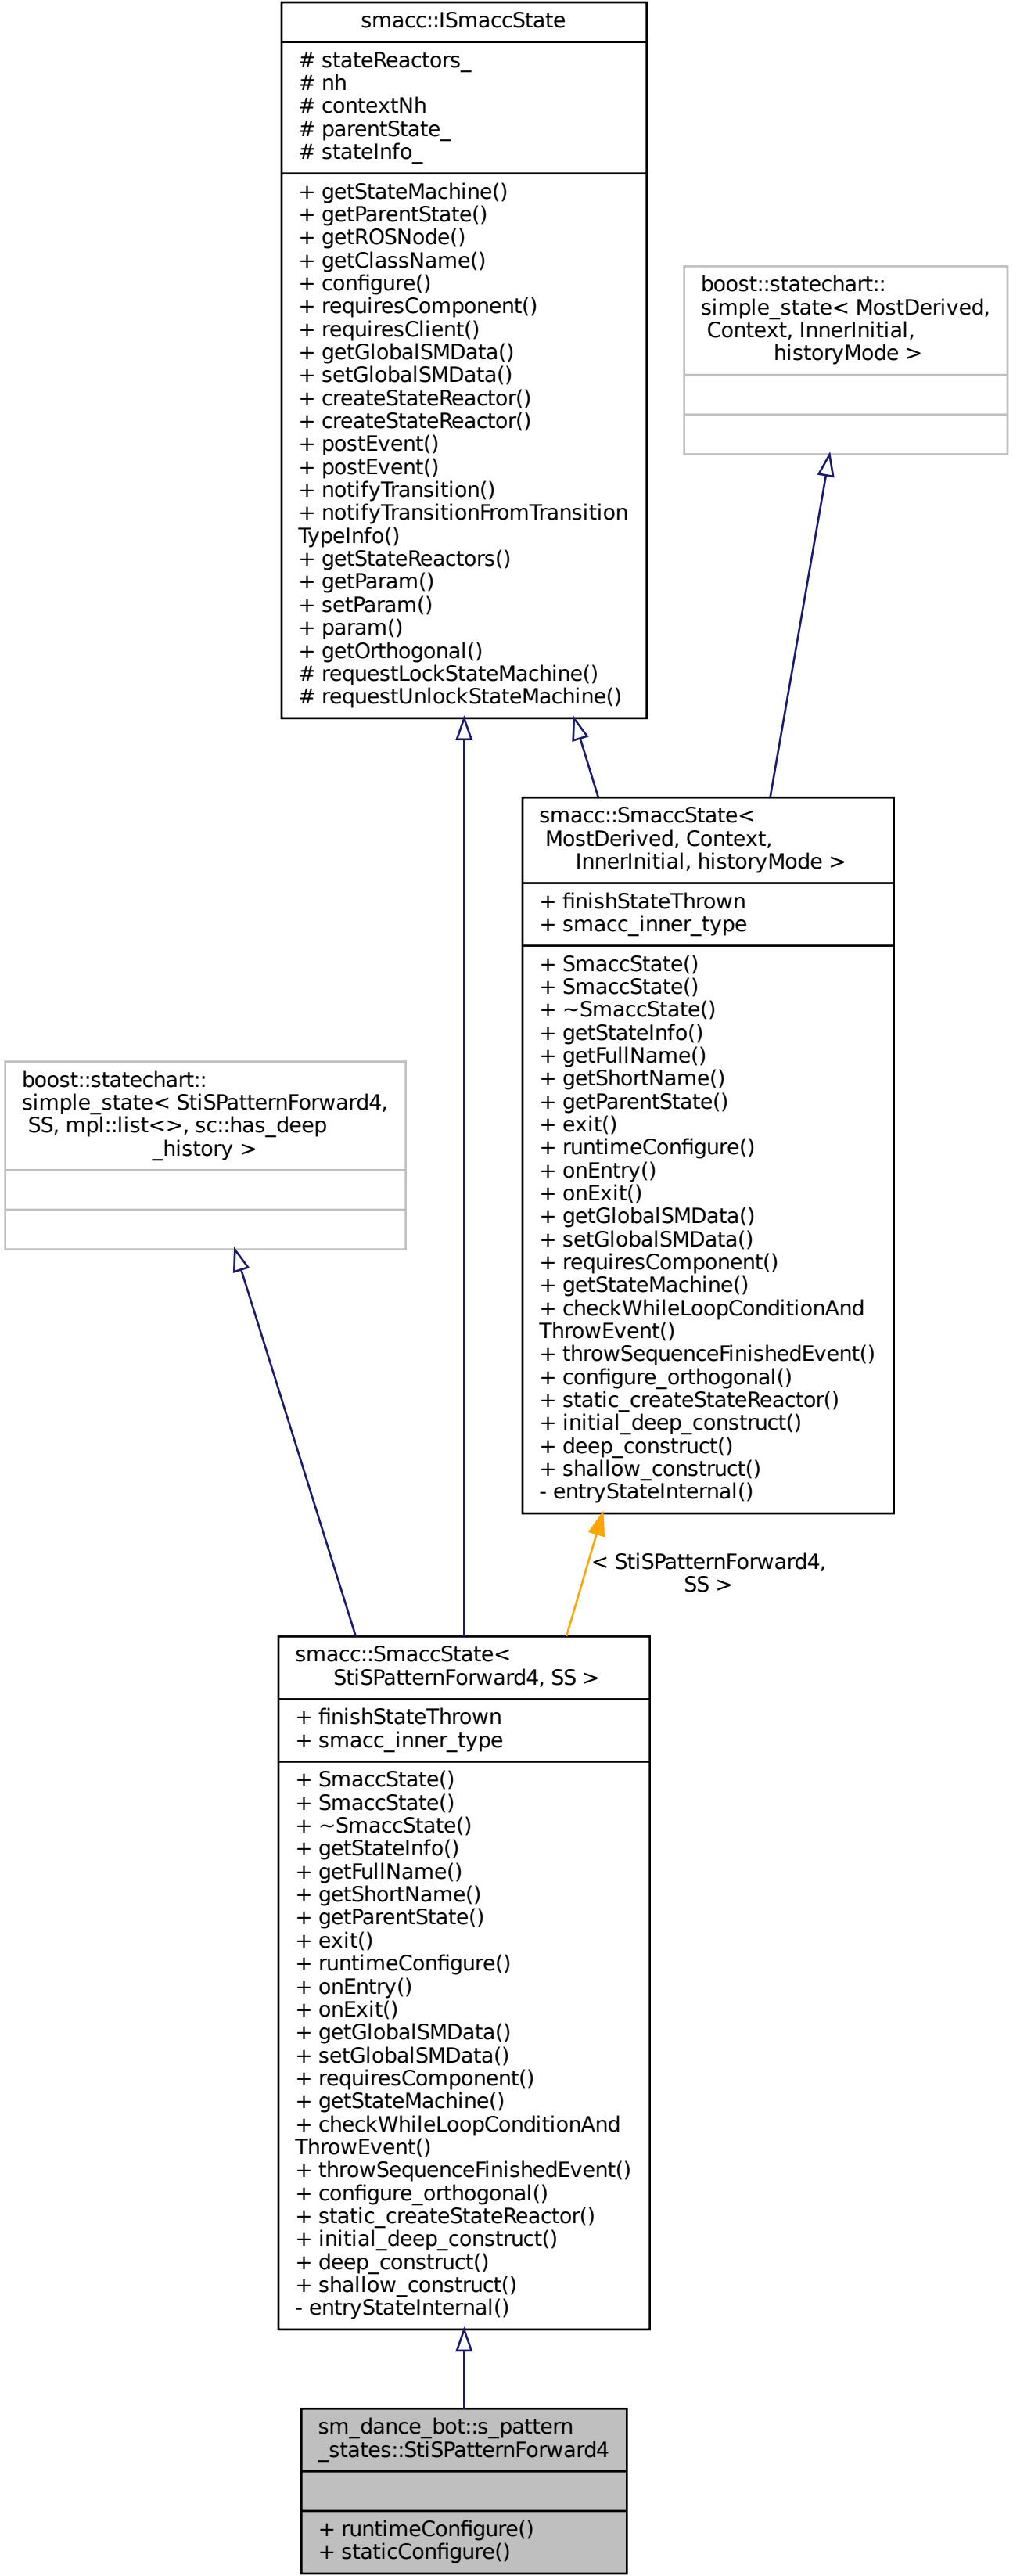 smacc::ISmaccState
# stateReactors_
# nh
# contextNh
# parentState_
# stateInfo_
+ getStateMachine()
+ getParentState()
+ getROSNode()
+ getClassName()
+ configure()
+ requiresComponent()
+ requiresClient()
+ getGlobalSMData()
+ setGlobalSMData()
+ createStateReactor()
+ createStateReactor()
+ postEvent()
+ postEvent()
+ notifyTransition()
+ notifyTransitionFromTransition
TypeInfo()
+ getStateReactors()
+ getParam()
+ setParam()
+ param()
+ getOrthogonal()
# requestLockStateMachine()
# requestUnlockStateMachine()
boost::statechart::
simple_state< MostDerived,
Context, InnerInitial,
historyMode >
smacc::SmaccState<
MostDerived, Context,
InnerInitial, historyMode >
+ finishStateThrown
+ smacc_inner_type
+ SmaccState()
+ SmaccState()
+ ~SmaccState()
+ getStateInfo()
+ getFullName()
+ getShortName()
+ getParentState()
+ exit()
+ runtimeConfigure()
+ onEntry()
+ onExit()
+ getGlobalSMData()
+ setGlobalSMData()
+ requiresComponent()
+ getStateMachine()
+ checkWhileLoopConditionAnd
ThrowEvent()
+ throwSequenceFinishedEvent()
+ configure_orthogonal()
+ static_createStateReactor()
+ initial_deep_construct()
+ deep_construct()
+ shallow_construct()
- entryStateInternal()
boost::statechart::
simple_state< StiSPatternForward4,
SS, mpl::list<>, sc::has_deep
_history >
< StiSPatternForward4,
SS >
smacc::SmaccState<
StiSPatternForward4, SS >
+ finishStateThrown
+ smacc_inner_type
+ SmaccState()
+ SmaccState()
+ ~SmaccState()
+ getStateInfo()
+ getFullName()
+ getShortName()
+ getParentState()
+ exit()
+ runtimeConfigure()
+ onEntry()
+ onExit()
+ getGlobalSMData()
+ setGlobalSMData()
+ requiresComponent()
+ getStateMachine()
+ checkWhileLoopConditionAnd
ThrowEvent()
+ throwSequenceFinishedEvent()
+ configure_orthogonal()
+ static_createStateReactor()
+ initial_deep_construct()
+ deep_construct()
+ shallow_construct()
- entryStateInternal()
sm_dance_bot::s_pattern
_states::StiSPatternForward4
+ runtimeConfigure()
+ staticConfigure()